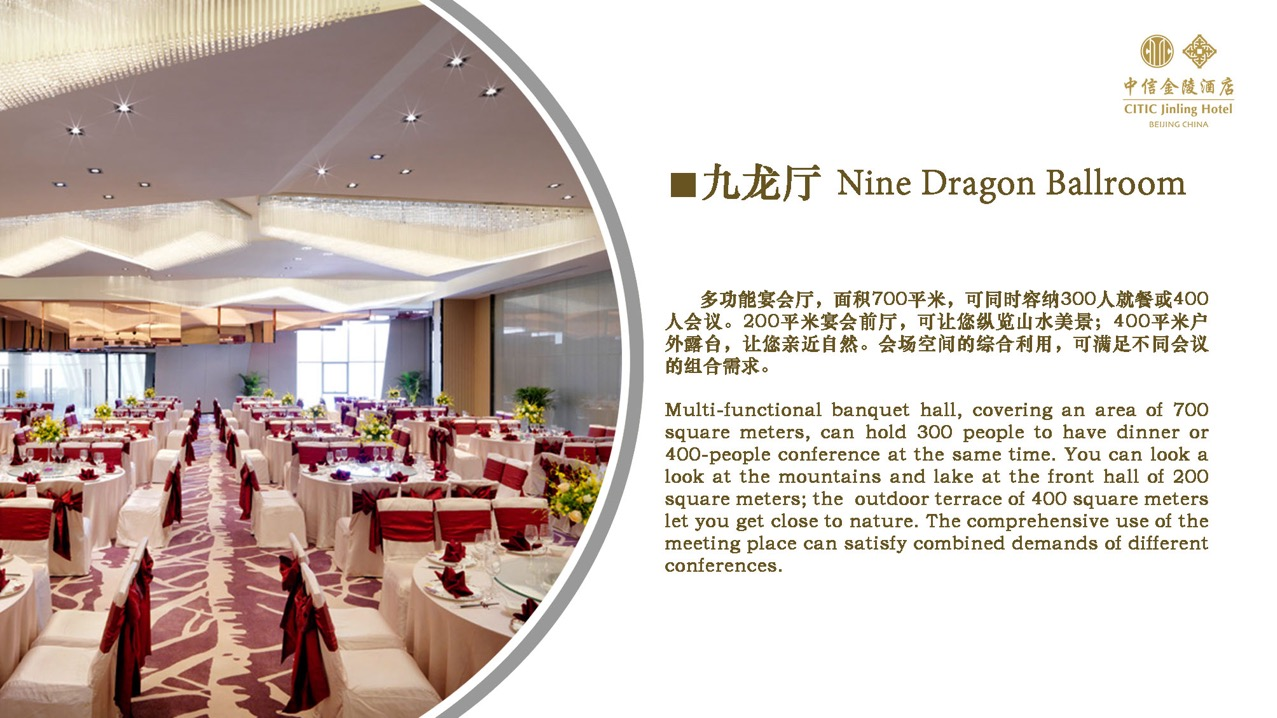 中信金陵酒店
CITIC Jinling Hotel
BEIJING CHINA
■九龙厅 Nine Dragon Ballroom
多功能宴会厅，面积700平米，可同时容纳300人就餐或400
人会议。200平米宴会前厅，可让您纵览山水美景；400平米户
外露台，让您亲近自然。会场空间的综合利用，可满足不同会议
的组合需求。
Multi-functional banquet hall, covering an area of 700
square meters, can hold 300 people to have dinner or
400-people conference at the same time. You can look a
look at the mountains and lake at the front hall of 200
square meters; the outdoor terrace of 400 square meters
let you get close to nature. The comprehensive use of the
meeting place can satisfy combined demands of different
conferences.